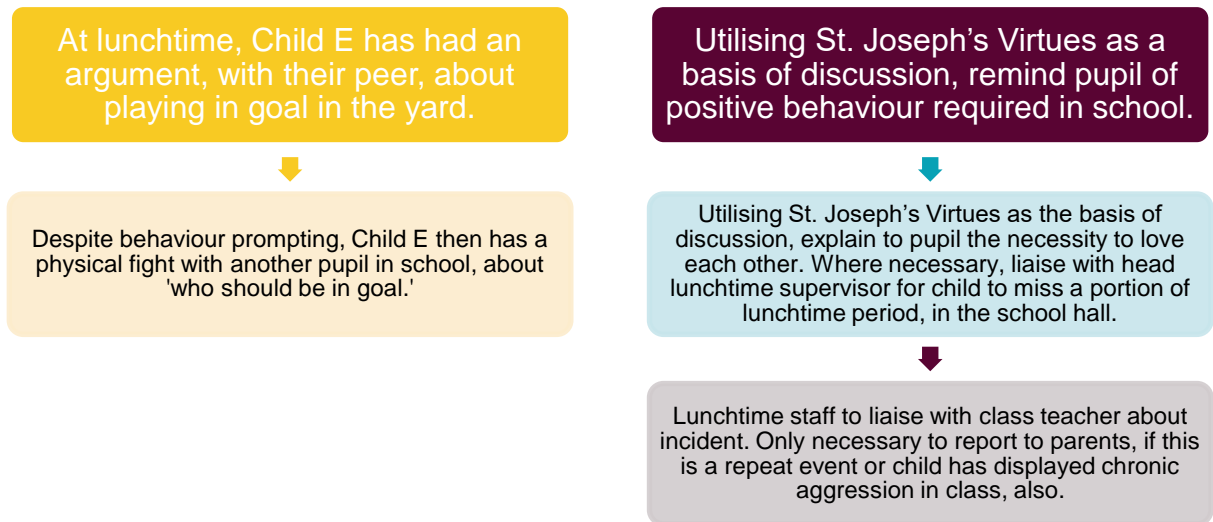 At lunchtime, Child E has had an
argument, with their peer, about
playing in goal in the yard.
Despite behaviour prompting, Child E then has a
physical fight with another pupil in school, about
'who should be in goal.'
Utilising St. Joseph’s Virtues as a
basis of discussion, remind pupil of
positive behaviour required in school.
Utilising St. Joseph’s Virtues as the basis of
discussion, explain to pupil the necessity to love
each other. Where necessary, liaise with head
lunchtime supervisor for child to miss a portion of
lunchtime period, in the school hall.
Lunchtime staff to liaise with class teacher about
incident. Only necessary to report to parents, if this
is a repeat event or child has displayed chronic
aggression in class, also.